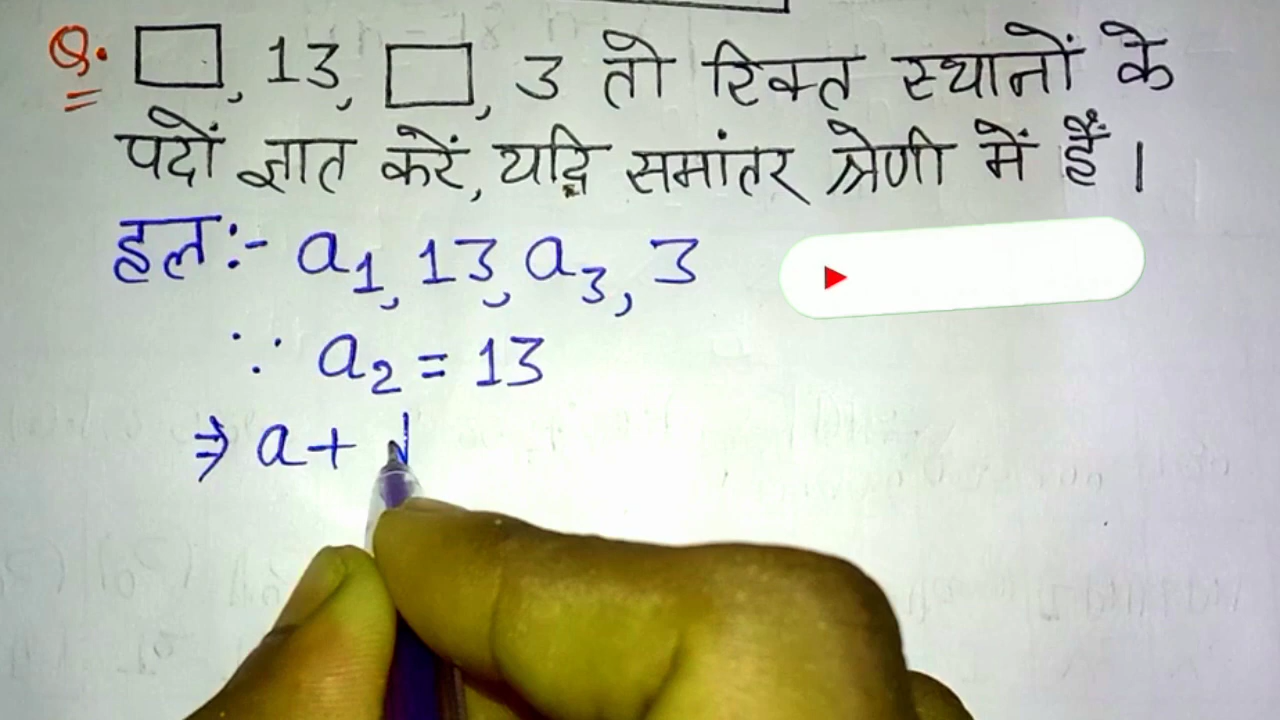 Q. □, 13, □, 3 तो रिक्त स्थानों के
पदों ज्ञात करें, यदि समांतर श्रेणी में हैं।
हल:- a₁, 13, a₃, 3
∵ a₂ = 13
⇒ a + d